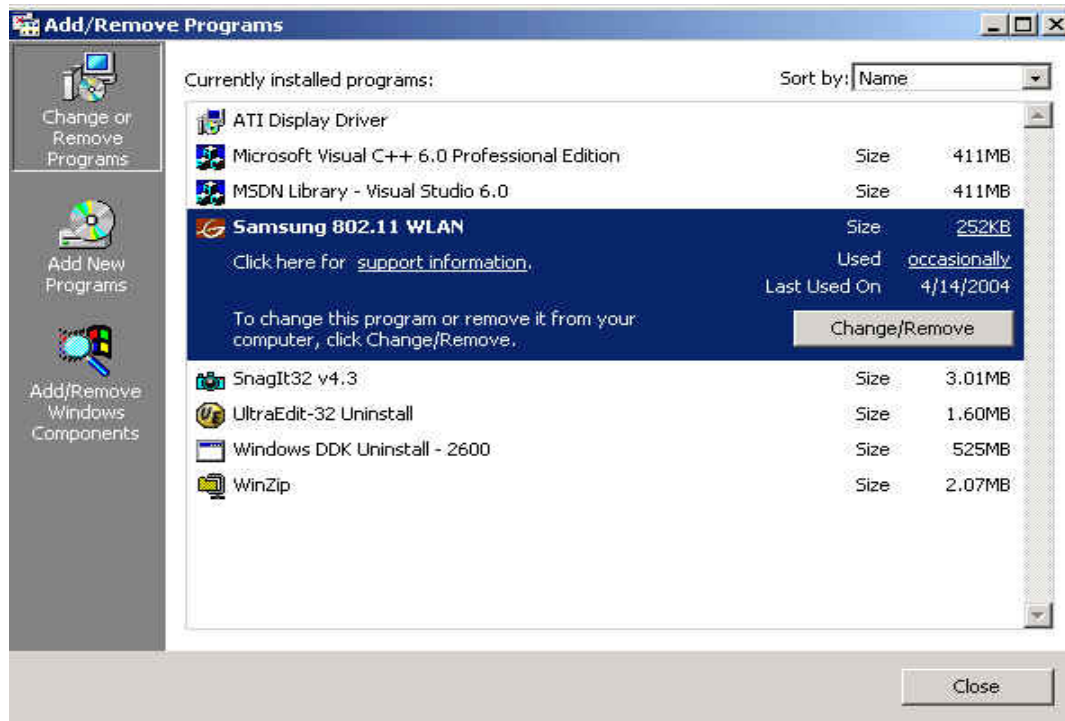 Add/Remove Programs
Change or
Remove
Programs
Add New
Programs
Add/Remove
Windows
Components
Currently installed programs:
Sort by: Name
ATI Display Driver
Microsoft Visual C++ 6.0 Professional Edition Size 411MB
MSDN Library - Visual Studio 6.0 Size 411MB
Samsung 802.11 WLAN Size 252KB
Click here for support information. Used occasionally
Last Used On 4/14/2004
To change this program or remove it from your
computer, click Change/Remove.
Change/Remove
SnagIt32 v4.3 Size 3.01MB
UltraEdit-32 Uninstall Size 1.60MB
Windows DDK Uninstall - 2600 Size 525MB
WinZip Size 2.07MB
Close